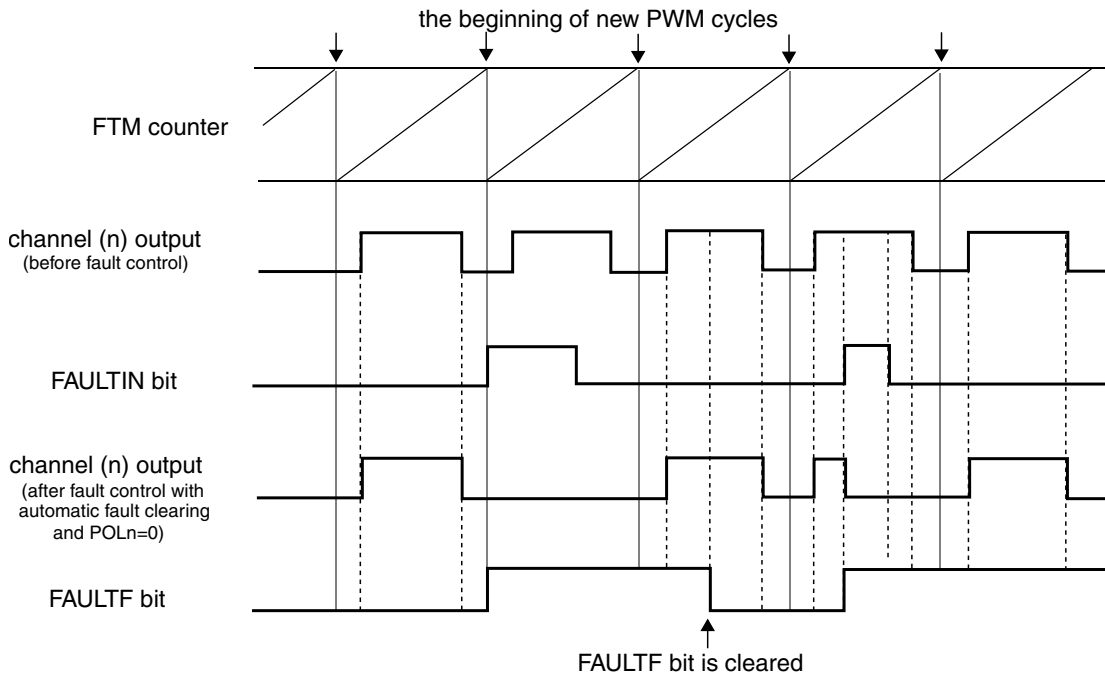 the beginning of new PWM cycles
FTM counter
channel (n) output
(before fault control)
FAULTIN bit
channel (n) output
(after fault control with
automatic fault clearing
and POLn=0)
FAULTF bit
FAULTF bit is cleared